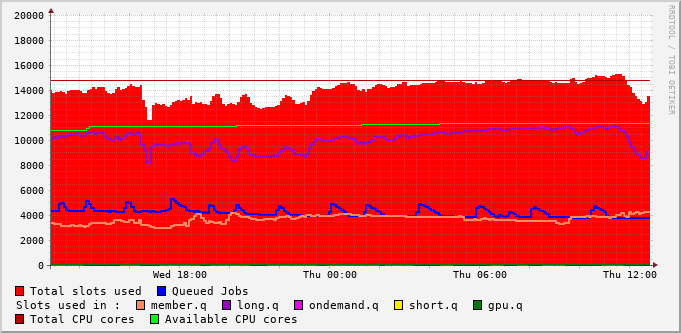 20000
18000
16000
14000
12000
10000
8000
6000
4000
2000
0
Wed 18:00 Thu 00:00 Thu 06:00 Thu 12:00
RRDTOOL / TOBI OETIKER
Total slots used Queued Jobs
Slots used in : member.q long.q ondemand.q short.q gpu.q
Total CPU cores Available CPU cores